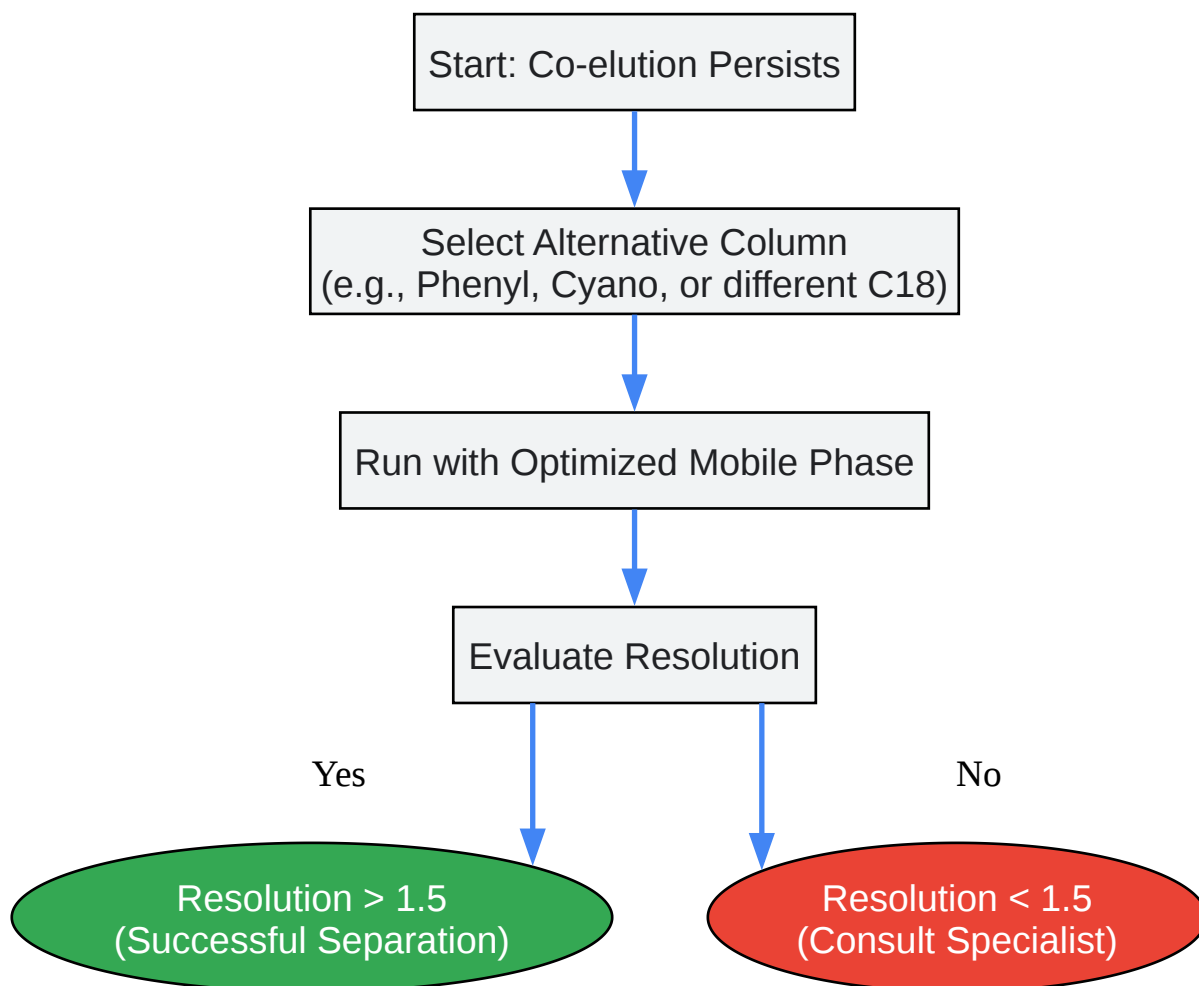 Start: Co-elution Persists
Select Alternative Column
(e.g., Phenyl, Cyano, or different C18)
Run with Optimized Mobile Phase
Evaluate Resolution
Yes
No
Resolution > 1.5
(Successful Separation)
Resolution < 1.5
(Consult Specialist)